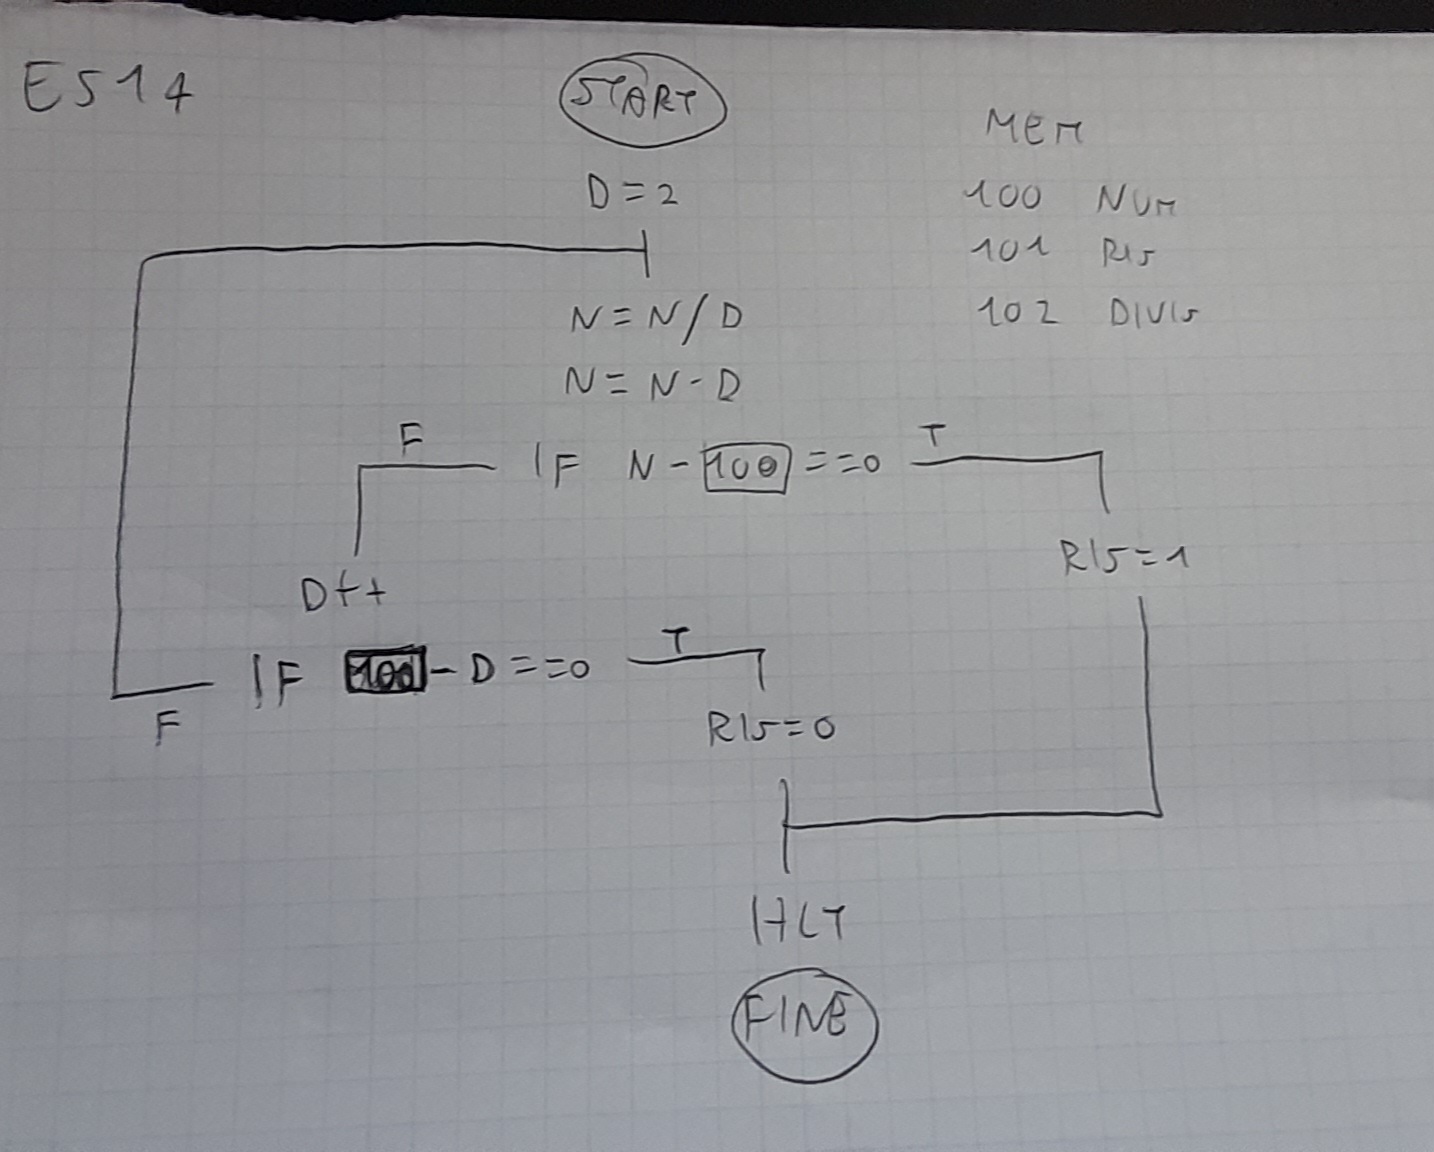 ES14
START
MEM
D=2
100 NUM
101 RIS
102 DIVIS
N=N/D
N=N-D
F
IF N-100==0
T
RIS=1
D++
IF 100-D==0
T
F
RIS=0
HLT
FINE